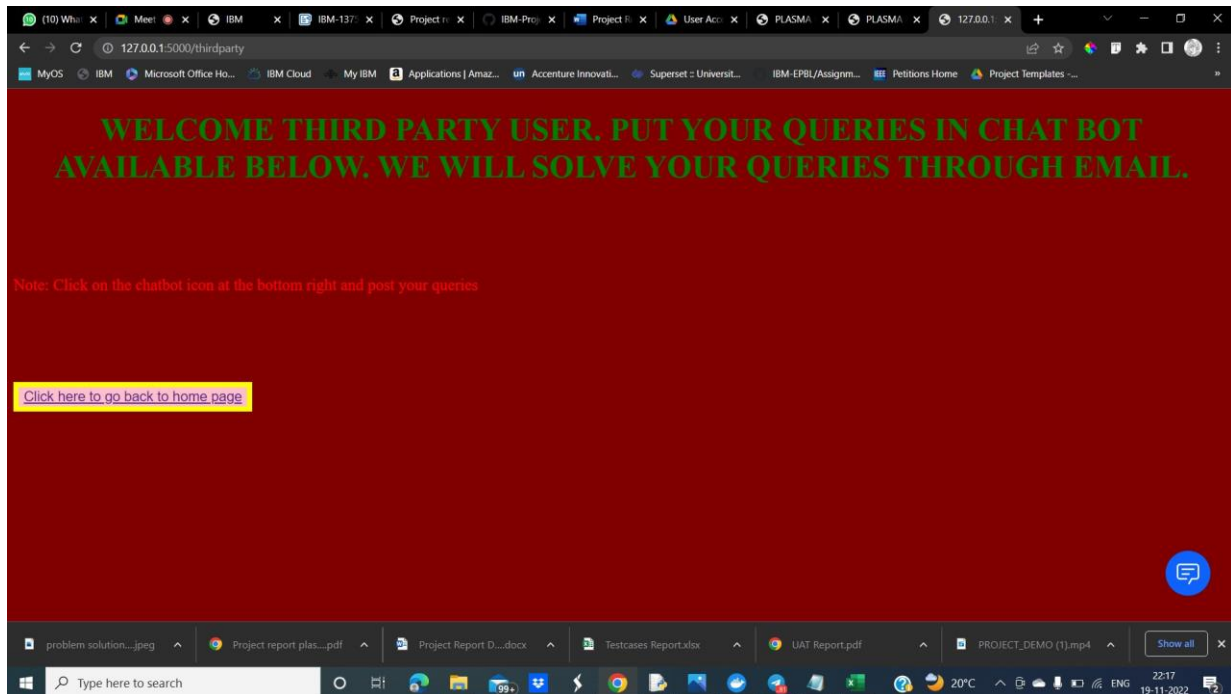 (10) What
Meet
IBM
IBM-1375
Project re
IBM-Proj
Project R
User Acc
PLASMA
PLASMA
127.0.0.1:
127.0.0.1:5000/thirdparty
MyOS
IBM
Microsoft Office Ho...
IBM Cloud
My IBM
Applications | Amaz...
Accenture Innovati...
Superset :: Universit...
IBM-EPBL/Assignm...
Petitions Home
Project Templates -...
WELCOME THIRD PARTY USER. PUT YOUR QUERIES IN CHAT BOT
AVAILABLE BELOW. WE WILL SOLVE YOUR QUERIES THROUGH EMAIL.
Note: Click on the chatbot icon at the bottom right and post your queries
Click here to go back to home page
problem solution....jpeg
Project report plas....pdf
Project Report D....docx
Testcases Report.xlsx
UAT Report.pdf
PROJECT_DEMO (1).mp4
Show all
Type here to search
99+
20°C
ENG
22:17
19-11-2022